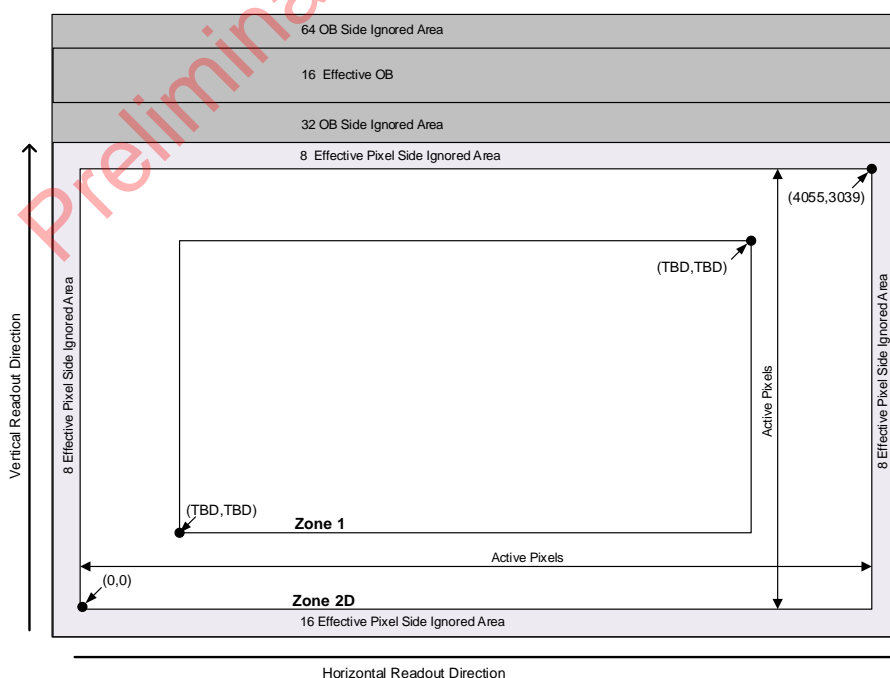 64 OB Side Ignored Area
16 Effective OB
32 OB Side Ignored Area
8 Effective Pixel Side Ignored Area
(4055,3039)
(TBD,TBD)
Preliminar
Vertical Readout Direction
8 Effective Pixel Side Ignored Area
Active Pixels
8 Effective Pixel Side Ignored Area
(TBD,TBD)
Zone 1
Active Pixels
(0,0)
Zone 2D
16 Effective Pixel Side Ignored Area
Horizontal Readout Direction